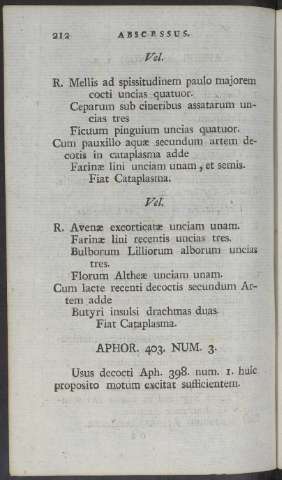 212 ABSCESSUS.
Vel.
R. Mellis ad spissitudinem paulo majorem
cocti uncias quatuor.
Ceparum sub cineribus assatarum un-
cias tres
Ficuum pinguium uncias quatuor.
Cum pauxillo aquæ secundum artem de-
cotis in cataplasma adde
Farinæ lini unciam unam, et semis.
Fiat Cataplasma.
Vel.
R. Avenæ excorticatæ unciam unam.
Farinæ lini recentis uncias tres.
Bulborum Liliorum alborum uncias
tres.
Florum Altheæ unciam unam.
Cum lacte recenti decoctis secundum Ar-
tem adde
Butyri insulsi drachmas duas.
Fiat Cataplasma.
APHOR. 403. NUM. 3.
Usus decocti Aph. 398. num. 1. huic
proposito motum excitat sufficientem.